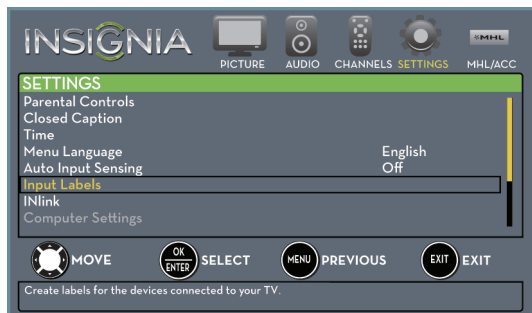 INSIGNIA
PICTURE AUDIO CHANNELS SETTINGS MHL MHL/ACC
SETTINGS
Parental Controls
Closed Caption
Time
Menu Language English
Auto Input Sensing Off
Input Labels
INlink
Computer Settings
MOVE OK ENTER SELECT MENU PREVIOUS EXIT EXIT
Create labels for the devices connected to your TV.